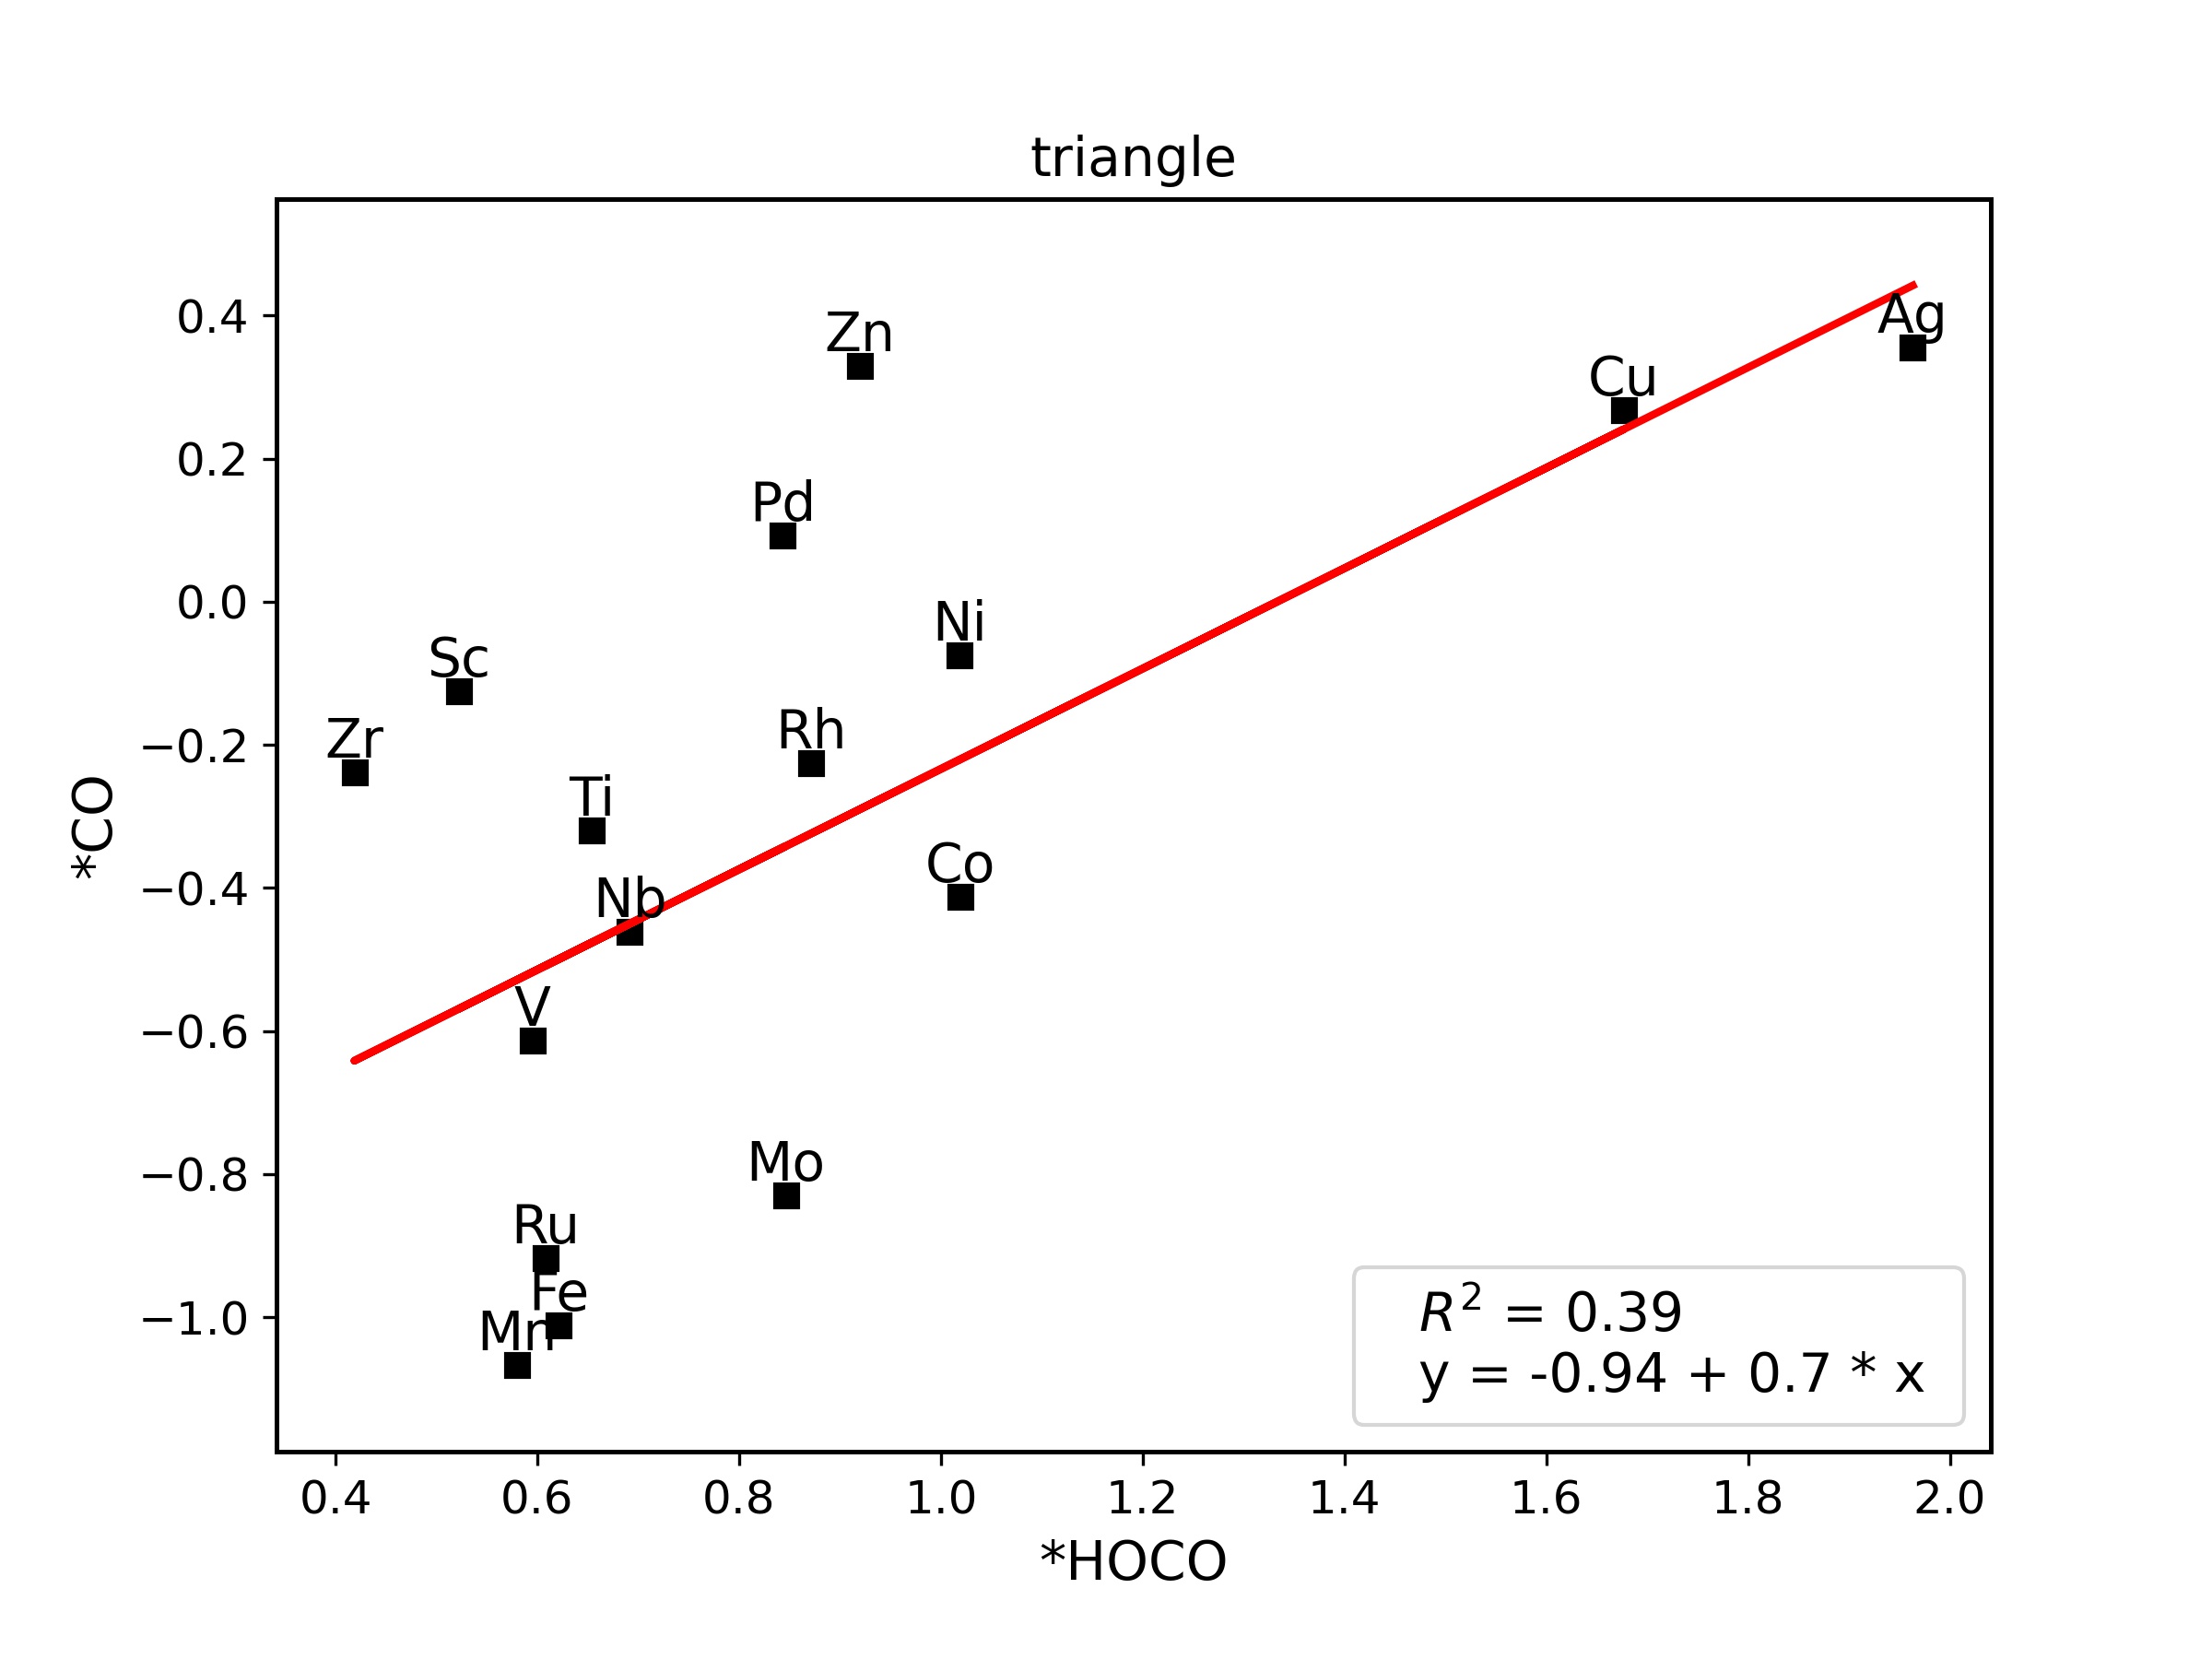 triangle
0.4
0.2
0.0
−0.2
−0.4
−0.6
−0.8
−1.0
*CO
Zn
Ag
Cu
Pd
Ni
Sc
Rh
Zr
Ti
Co
Nb
V
Mo
Ru
Fe
Mn
R² = 0.39
y = -0.94 + 0.7 * x
0.4 0.6 0.8 1.0 1.2 1.4 1.6 1.8 2.0
*HOCO